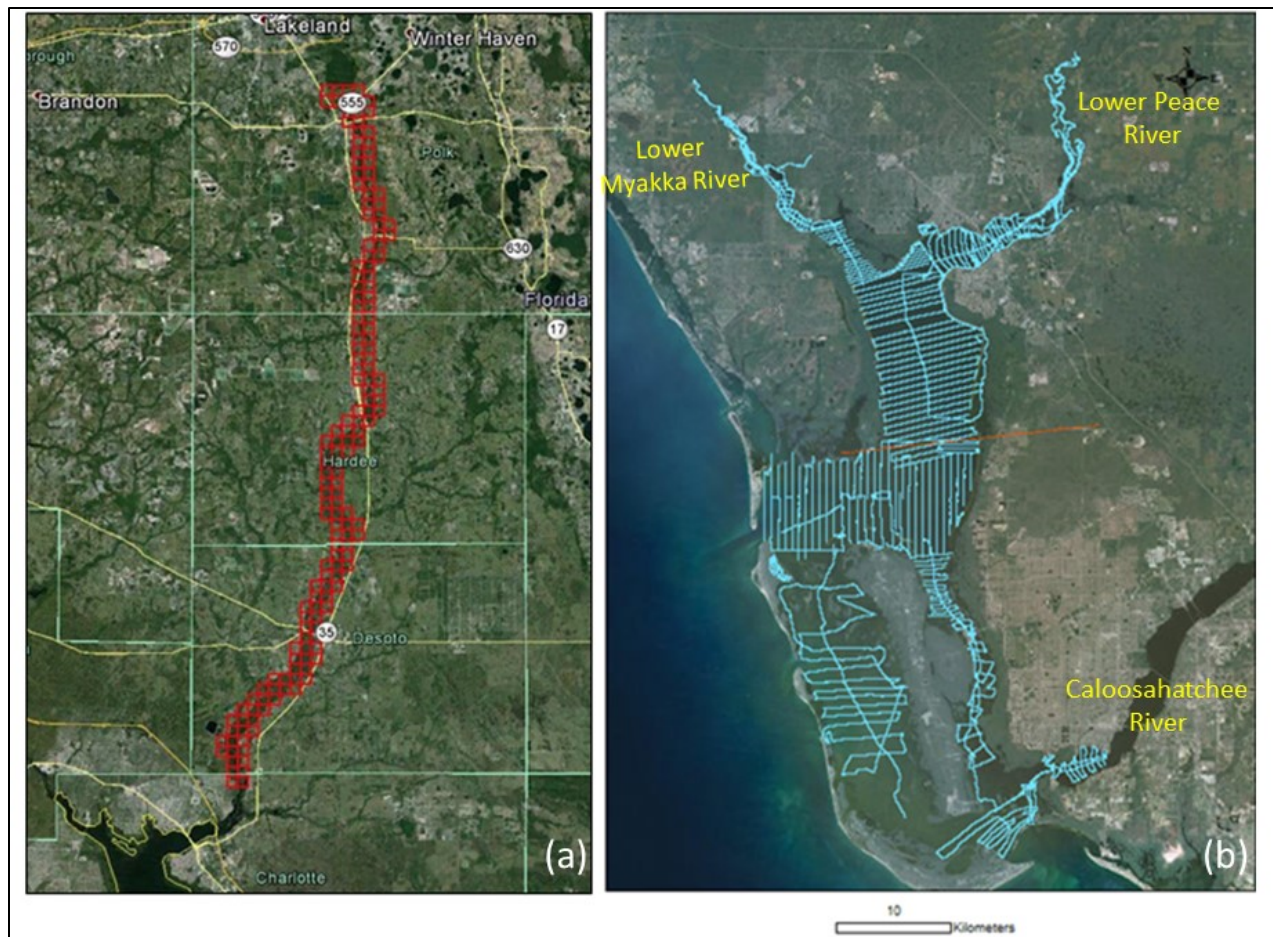 Lakeland
570
Winter Haven
orough
Brandon
555
Polk
630
Florida
17
Hardee
35
Desoto
Charlotte
(a)
N
Lower Peace
River
Lower
Myakka River
Caloosahatchee
River
(b)
10
Kilometers